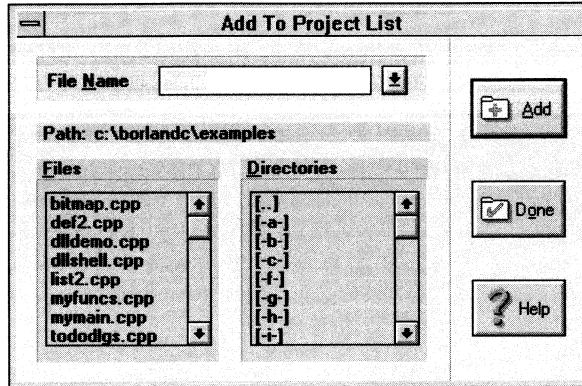 Add To Project List
File Name
Add
Path: c:\borlandc\examples
Files
Directories
bitmap.cpp
def2.cpp
dlldemo.cpp
dllshell.cpp
list2.cpp
myfuncs.cpp
mymain.cpp
tododlgs.cpp
[..]
[-a-]
[-b-]
[-c-]
[-f-]
[-g-]
[-h-]
[-i-]
Done
Help